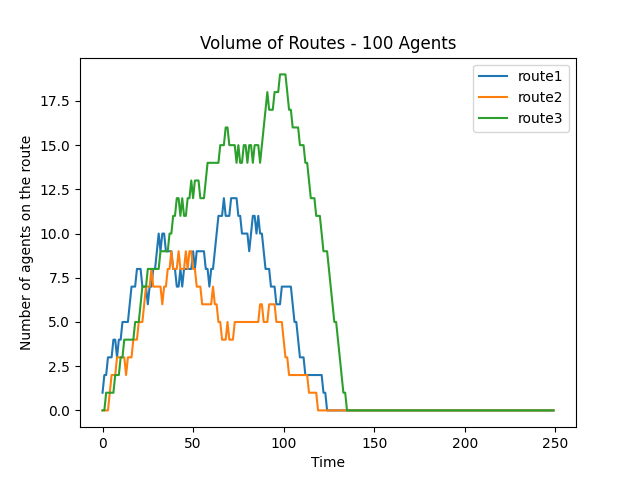 Volume of Routes - 100 Agents
route1
route2
route3
Number of agents on the route
17.5
15.0
12.5
10.0
7.5
5.0
2.5
0.0
0
50
100
150
200
250
Time